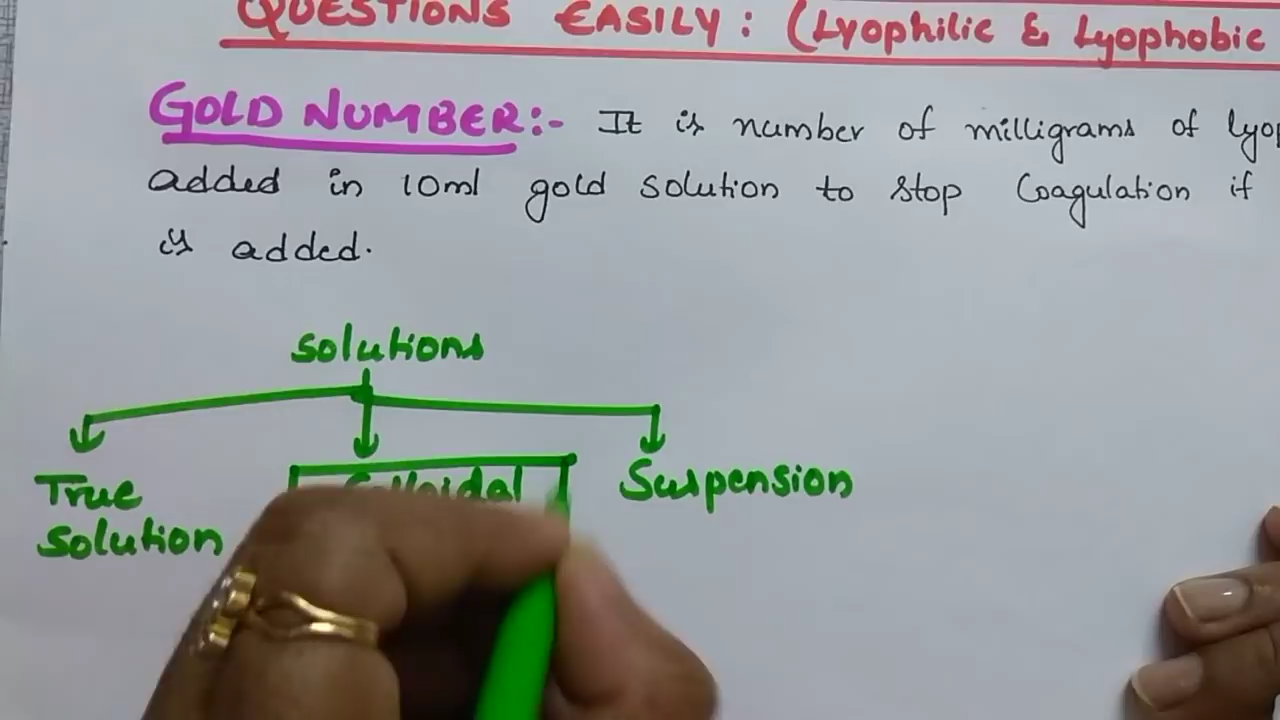 QUESTIONS EASILY: (Lyophilic & Lyophobic
GOLD NUMBER:- It is number of milligrams of
added in 10ml gold solution to stop Coagulation if
is added.
solutions
True
solution
Colloidal
Suspension